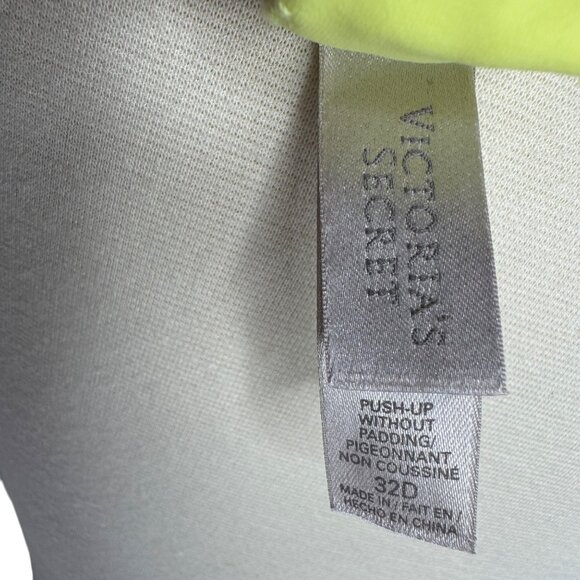 VICTORIA'S
SECRET
PUSH-UP
WITHOUT
PADDING/
PIGEONNANT
NON COUSSINÉ
32D
MADE IN/ FAIT EN /
HECHO EN CHINA